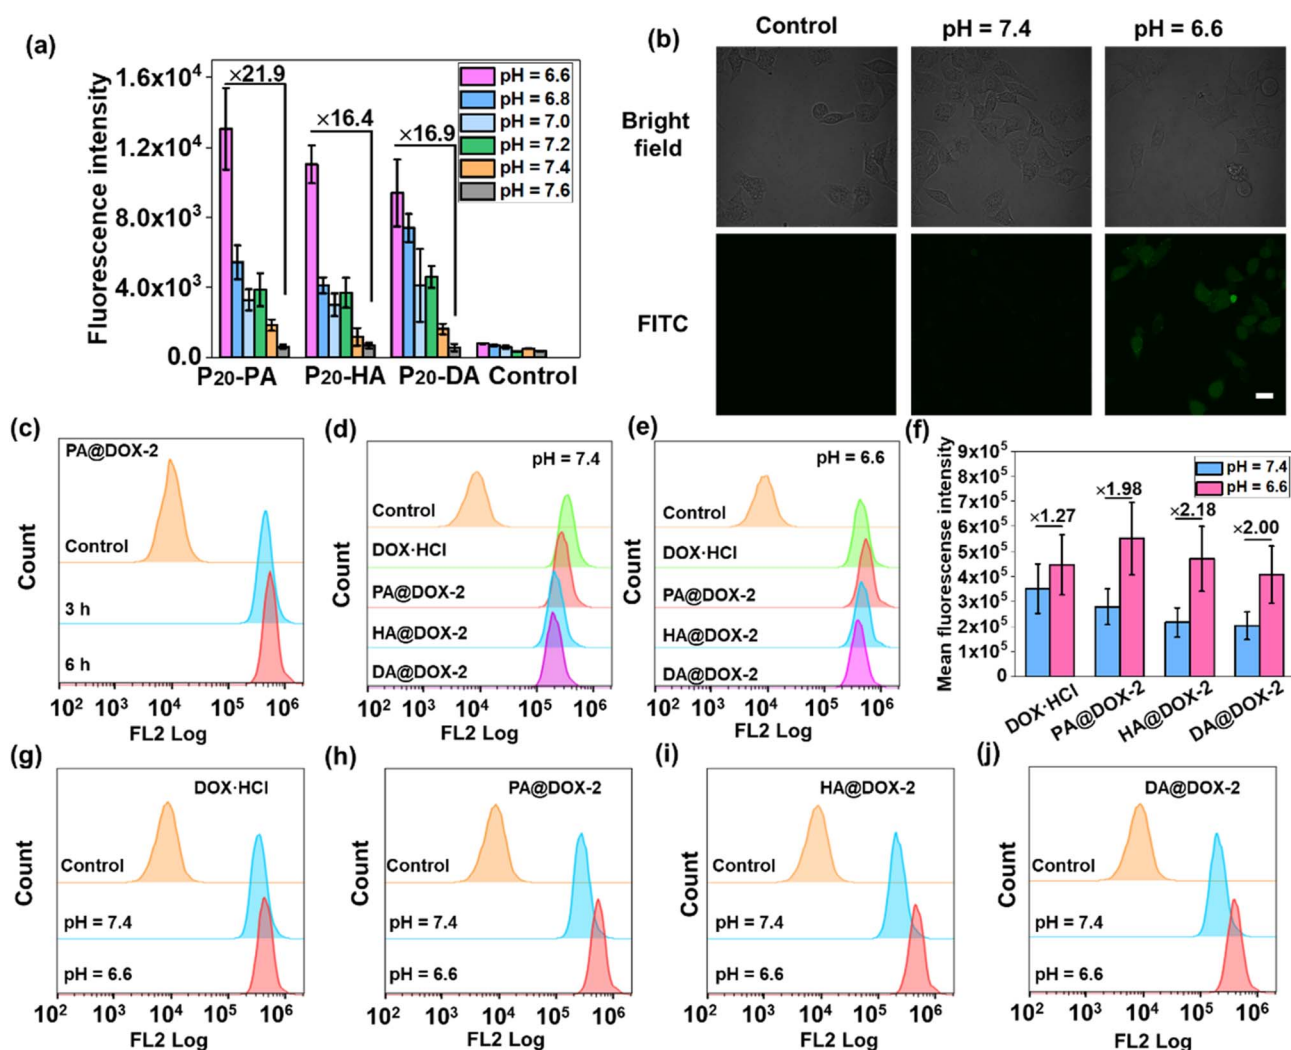 (a)
Fluorescence intensity
1.6x10⁴
1.2x10⁴
8.0x10³
4.0x10³
0.0
×21.9
×16.4
×16.9
pH = 6.6
pH = 6.8
pH = 7.0
pH = 7.2
pH = 7.4
pH = 7.6
P₂₀-PA
P₂₀-HA
P₂₀-DA
Control
(b)
Control
pH = 7.4
pH = 6.6
Bright
field
FITC
(c)
PA@DOX-2
Count
Control
3 h
6 h
10² 10³ 10⁴ 10⁵ 10⁶
FL2 Log
(d)
pH = 7.4
Count
Control
DOX·HCl
PA@DOX-2
HA@DOX-2
DA@DOX-2
10² 10³ 10⁴ 10⁵ 10⁶
FL2 Log
(e)
pH = 6.6
Count
Control
DOX·HCl
PA@DOX-2
HA@DOX-2
DA@DOX-2
10² 10³ 10⁴ 10⁵ 10⁶
FL2 Log
(f)
Mean fluorescense intensity
9x10⁵
8x10⁵
7x10⁵
6x10⁵
5x10⁵
4x10⁵
3x10⁵
2x10⁵
1x10⁵
0
pH = 7.4
pH = 6.6
×1.27
×1.98
×2.18
×2.00
DOX·HCl
PA@DOX-2
HA@DOX-2
DA@DOX-2
(g)
DOX·HCl
Count
Control
pH = 7.4
pH = 6.6
10² 10³ 10⁴ 10⁵ 10⁶
FL2 Log
(h)
PA@DOX-2
Count
Control
pH = 7.4
pH = 6.6
10² 10³ 10⁴ 10⁵ 10⁶
FL2 Log
(i)
HA@DOX-2
Count
Control
pH = 7.4
pH = 6.6
10² 10³ 10⁴ 10⁵ 10⁶
FL2 Log
(j)
DA@DOX-2
Count
Control
pH = 7.4
pH = 6.6
10² 10³ 10⁴ 10⁵ 10⁶
FL2 Log